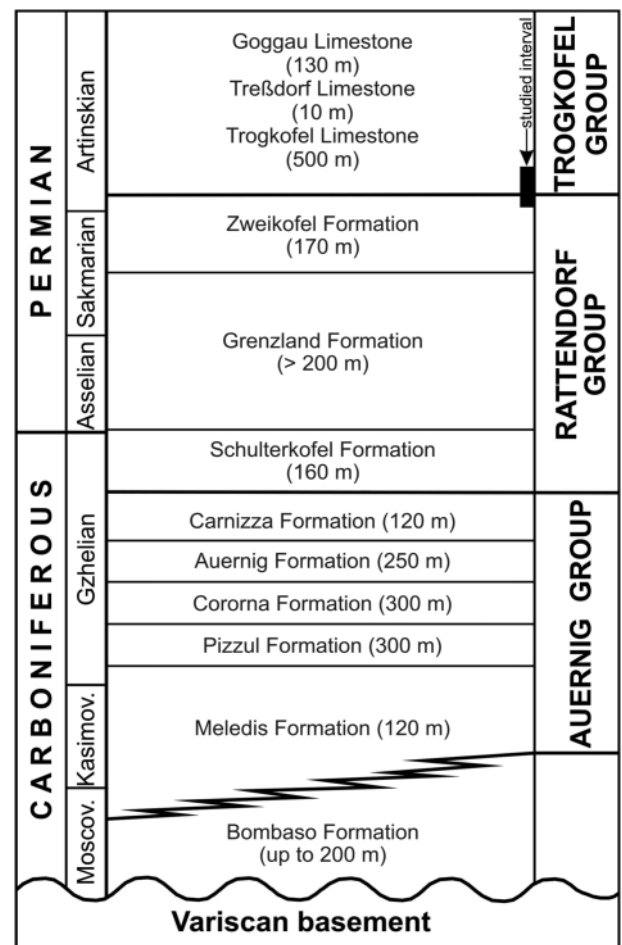 PERMIAN
Artinskian
Goggau Limestone
(130 m)
Treßdorf Limestone
(10 m)
Trogkofel Limestone
(500 m)
studied interval
TROGKOFEL
GROUP
Sakmarian
Zweikofel Formation
(170 m)
Asselian
Grenzland Formation
(> 200 m)
RATTENDORF
GROUP
CARBONIFEROUS
Gzhelian
Schulterkofel Formation
(160 m)
Carnizza Formation (120 m)
Auernig Formation (250 m)
Cororna Formation (300 m)
Pizzul Formation (300 m)
AUERNIG GROUP
Kasimov.
Meledis Formation (120 m)
Moscov.
Bombaso Formation
(up to 200 m)
Variscan basement